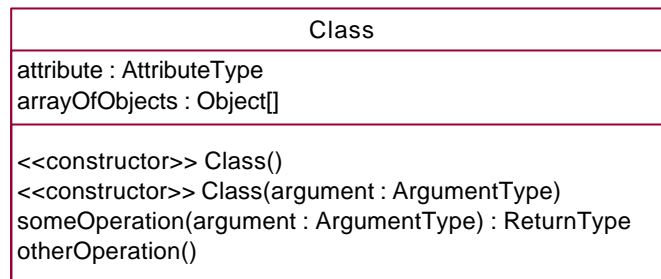 Class
attribute : AttributeType
arrayOfObjects : Object[]
<<constructor>> Class()
<<constructor>> Class(argument : ArgumentType)
someOperation(argument : ArgumentType) : ReturnType
otherOperation()